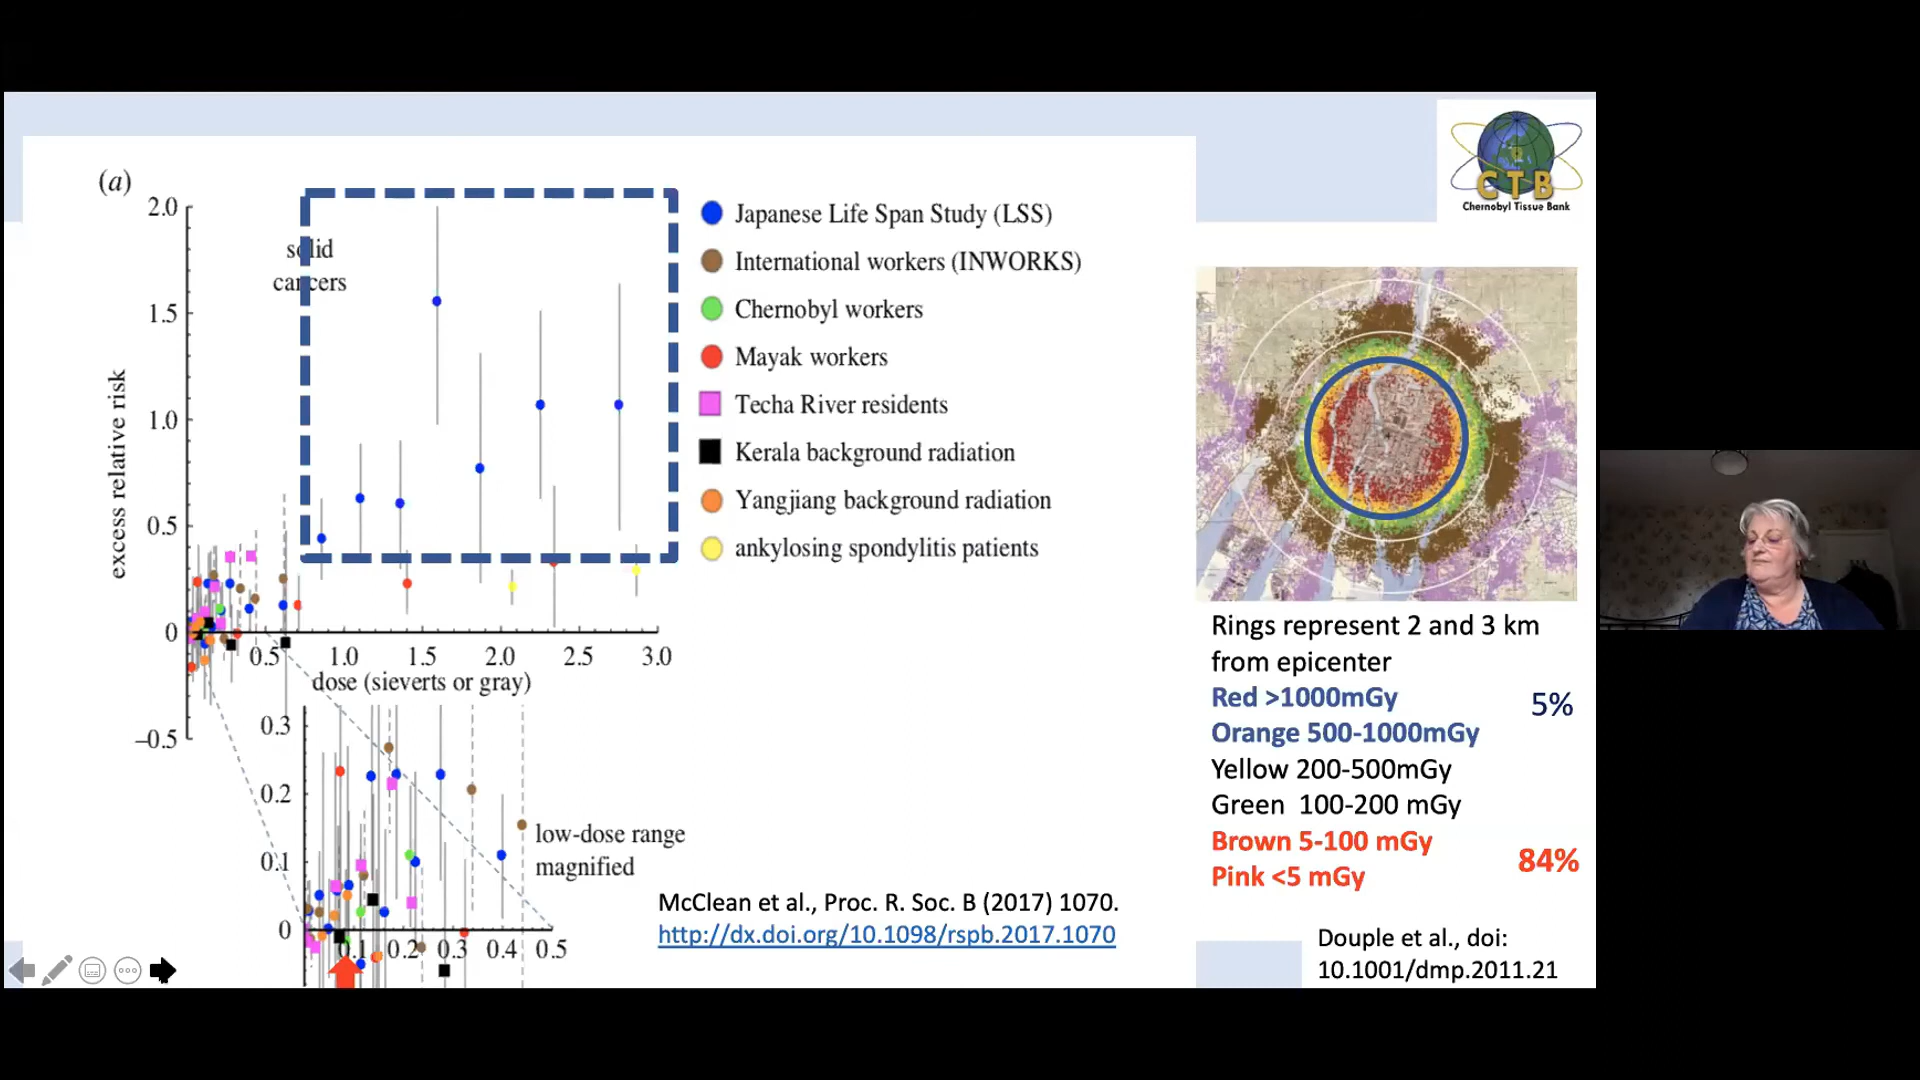 (a)
2.0
1.5
1.0
0.5
0
–0.5
excess relative risk
solid
cancers
0.5 1.0 1.5 2.0 2.5 3.0
dose (sieverts or gray)
0.3
0.2
0.1
0
0.1 0.2 0.3 0.4 0.5
low-dose range
magnified
Japanese Life Span Study (LSS)
International workers (INWORKS)
Chernobyl workers
Mayak workers
Techa River residents
Kerala background radiation
Yangjiang background radiation
ankylosing spondylitis patients
McClean et al., Proc. R. Soc. B (2017) 1070.
http://dx.doi.org/10.1098/rspb.2017.1070
CTB
Chernobyl Tissue Bank
Rings represent 2 and 3 km
from epicenter
Red >1000mGy
5%
Orange 500-1000mGy
Yellow 200-500mGy
Green 100-200 mGy
Brown 5-100 mGy
84%
Pink <5 mGy
Douple et al., doi:
10.1001/dmp.2011.21